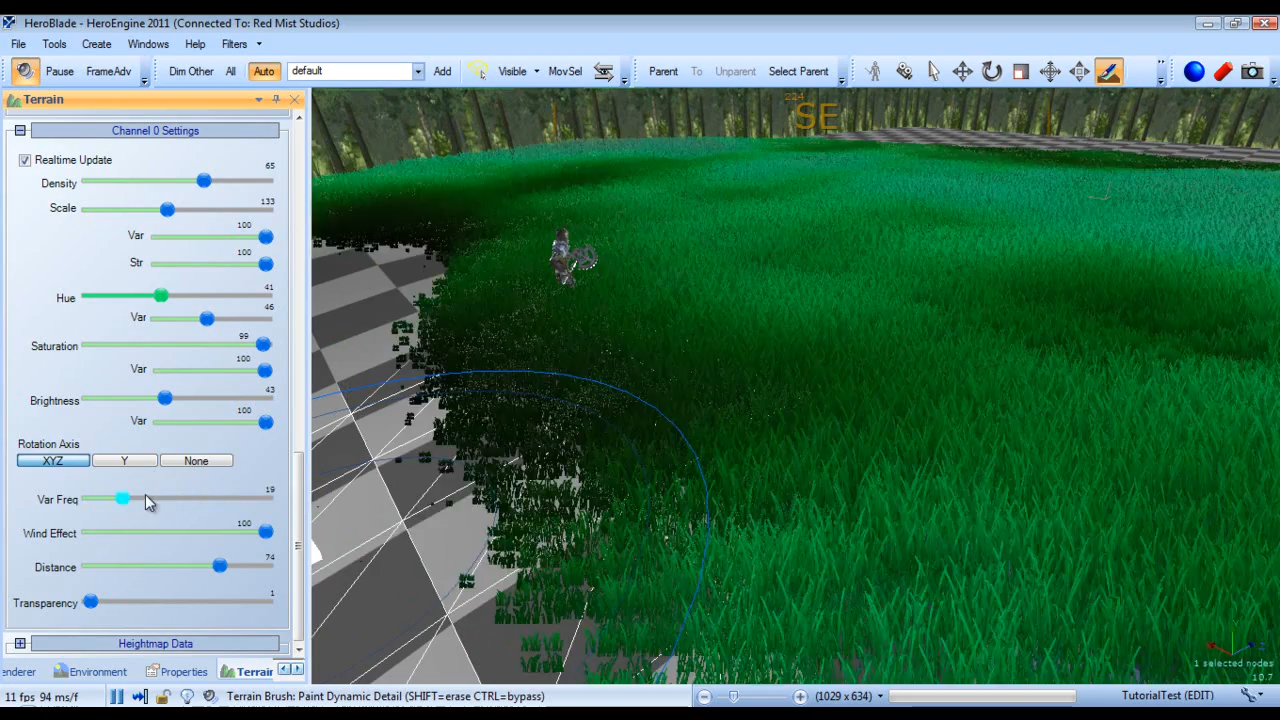 HeroBlade - HeroEngine 2011 (Connected To: Red Mist Studios)
File Tools Create Windows Help Filters
Pause FrameAdv Dim Other All Auto default Add Visible MovSel Parent To Unparent Select Parent
Terrain
Channel 0 Settings
Realtime Update
65
Density
Scale 133
Var 100
Str 100
Hue 41
Var 46
Saturation 99
Var 100
Brightness 43
Var 100
Rotation Axis
XYZ Y None
Var Freq 19
Wind Effect 100
Distance 74
Transparency 1
Heightmap Data
enderer Environment Properties Terrain
224
SE
1 selected nodes
10.7
11 fps 94 ms/f Terrain Brush: Paint Dynamic Detail (SHIFT=erase CTRL=bypass) (1029 x 634) TutorialTest (EDIT)